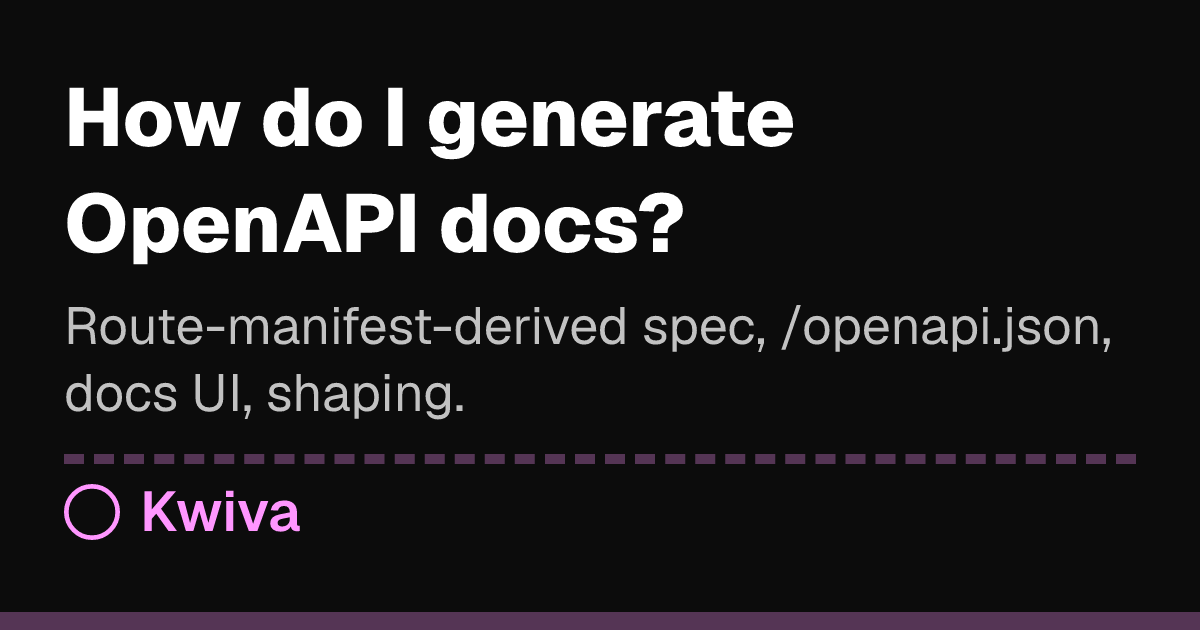 How do I generate
OpenAPI docs?
Route-manifest-derived spec, /openapi.json,
docs UI, shaping.
Kwiva